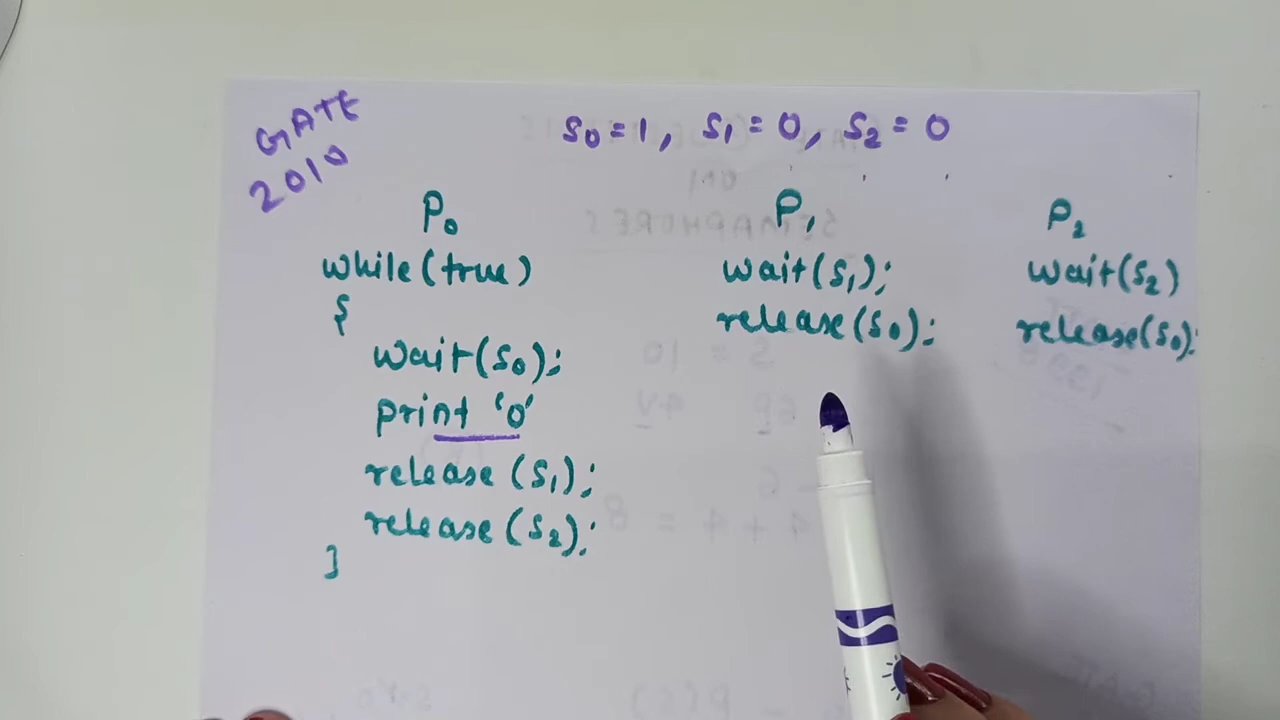 GATE
2010
S0 = 1, S1 = 0, S2 = 0
P0
while(true)
{
wait(S0);
print '0'
release (S1);
release (S2);
}
P1
wait(S1);
release(S0);
P2
wait(S2)
release(S0);